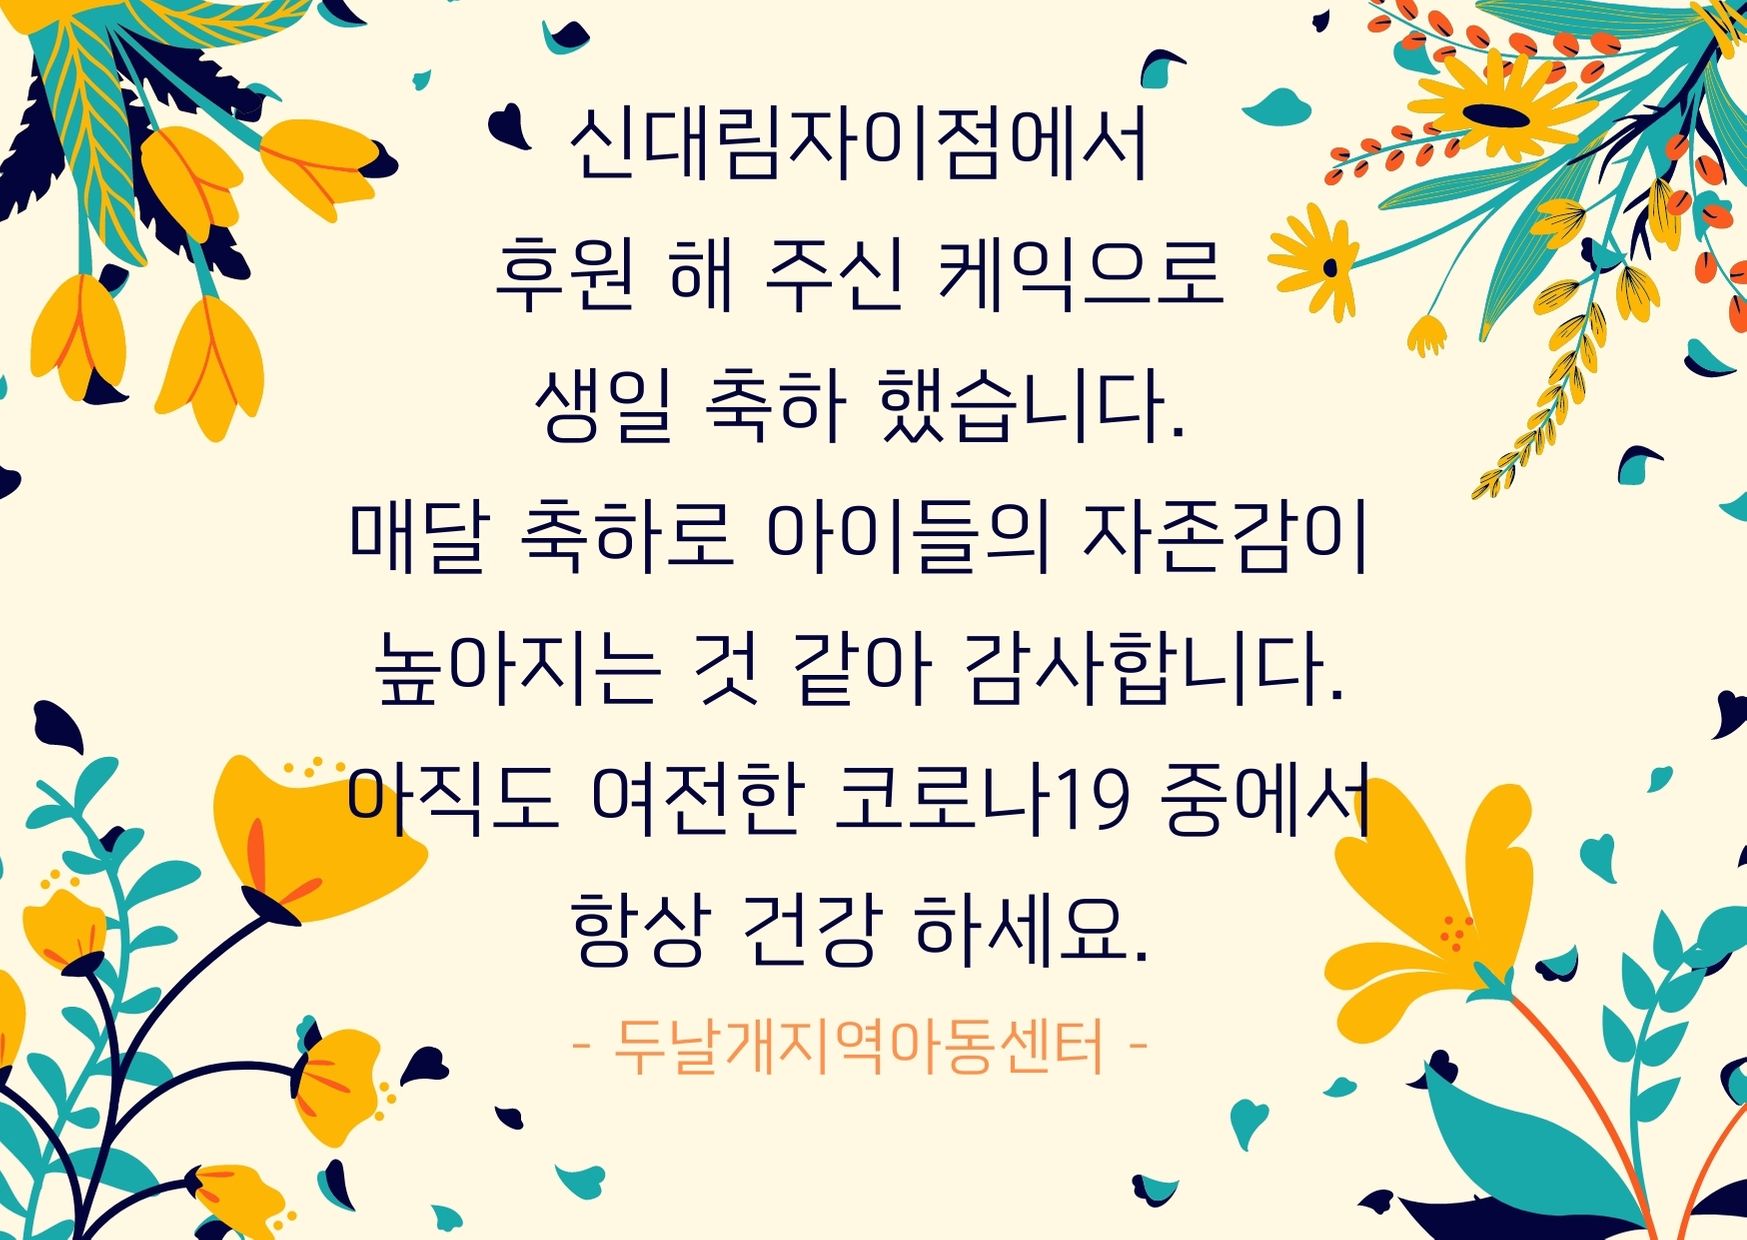 신대림자이점에서
후원 해 주신 케익으로
생일 축하 했습니다.
매달 축하로 아이들의 자존감이
높아지는 것 같아 감사합니다.
아직도 여전한 코로나19 중에서
항상 건강 하세요.
- 두날개지역아동센터 -